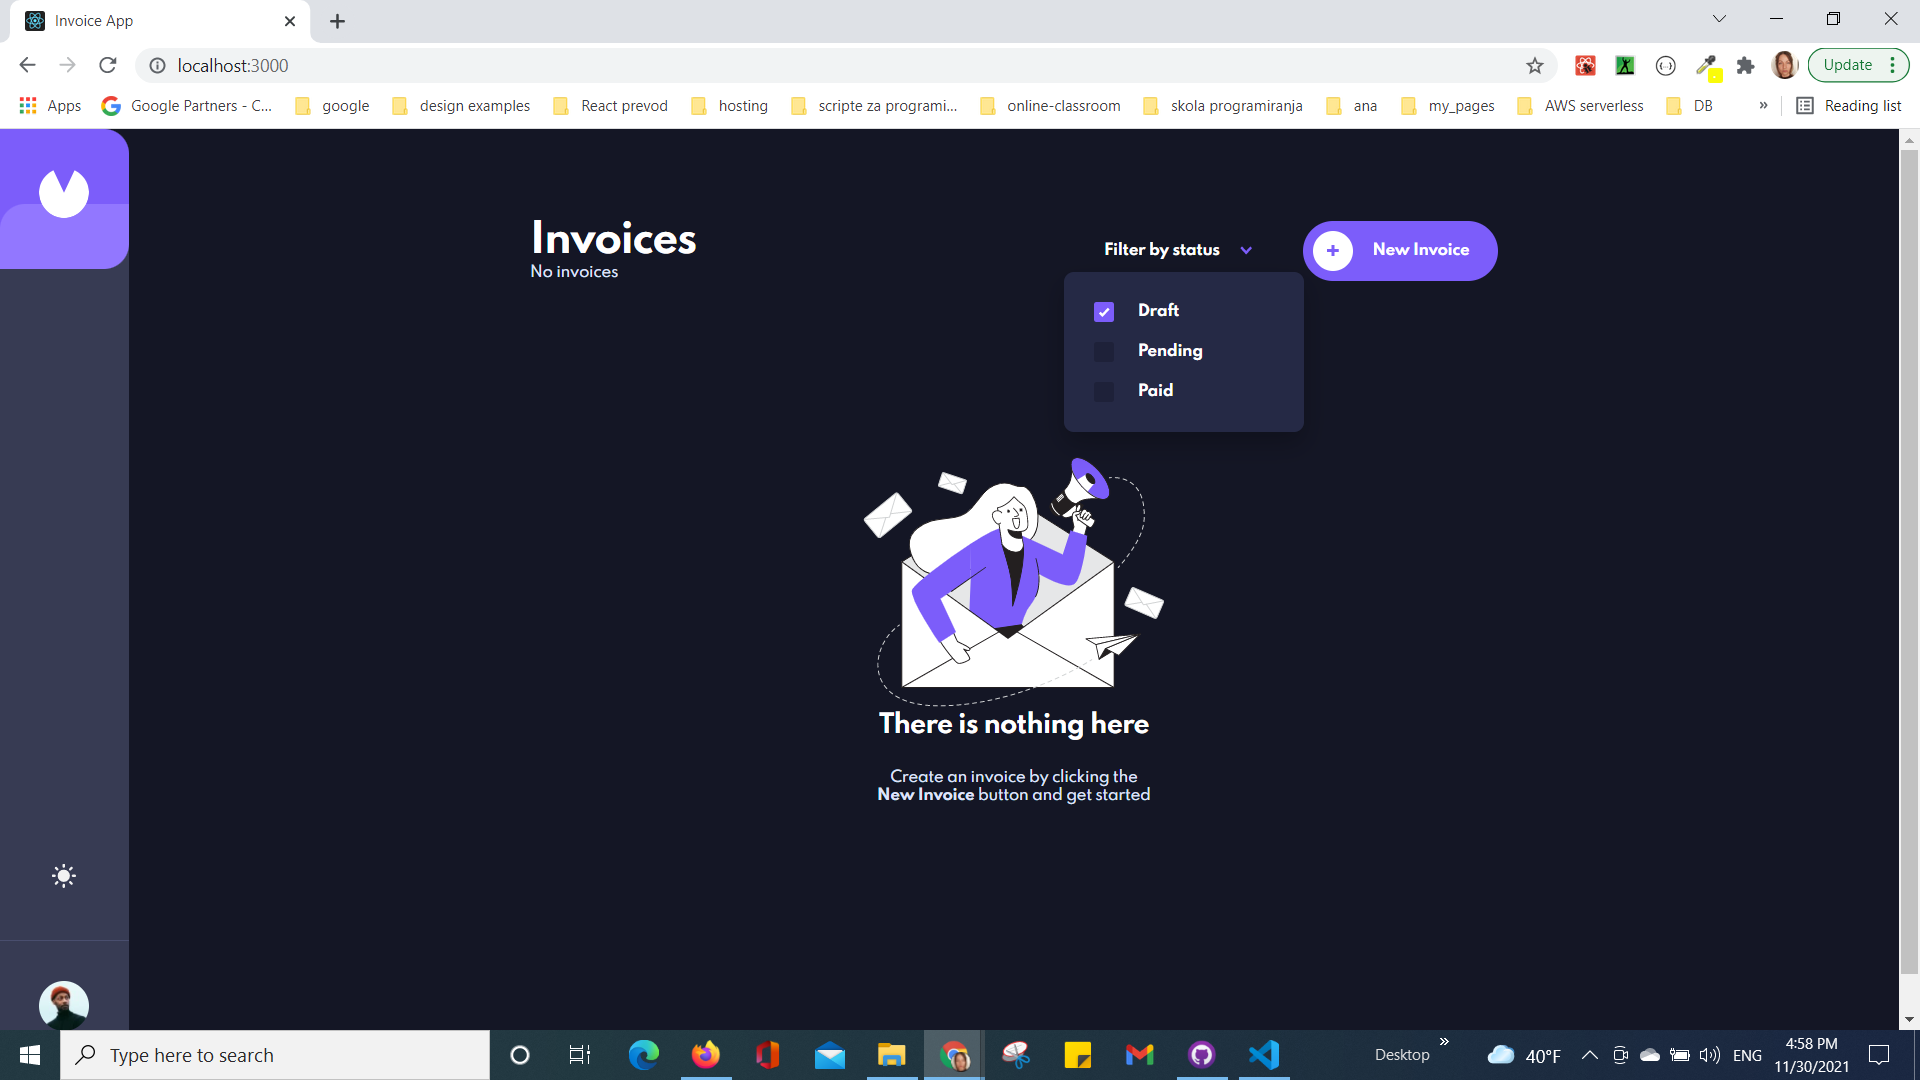 Invoice App
localhost:3000
Update
Apps
Google Partners - C...
google
design examples
React prevod
hosting
scripte za programi...
online-classroom
skola programiranja
ana
my_pages
AWS serverless
DB
»
Reading list
Invoices
No invoices
Filter by status
New Invoice
Draft
Pending
Paid
There is nothing here
Create an invoice by clicking the
New Invoice button and get started
Type here to search
Desktop
»
40°F
ENG
4:58 PM
11/30/2021